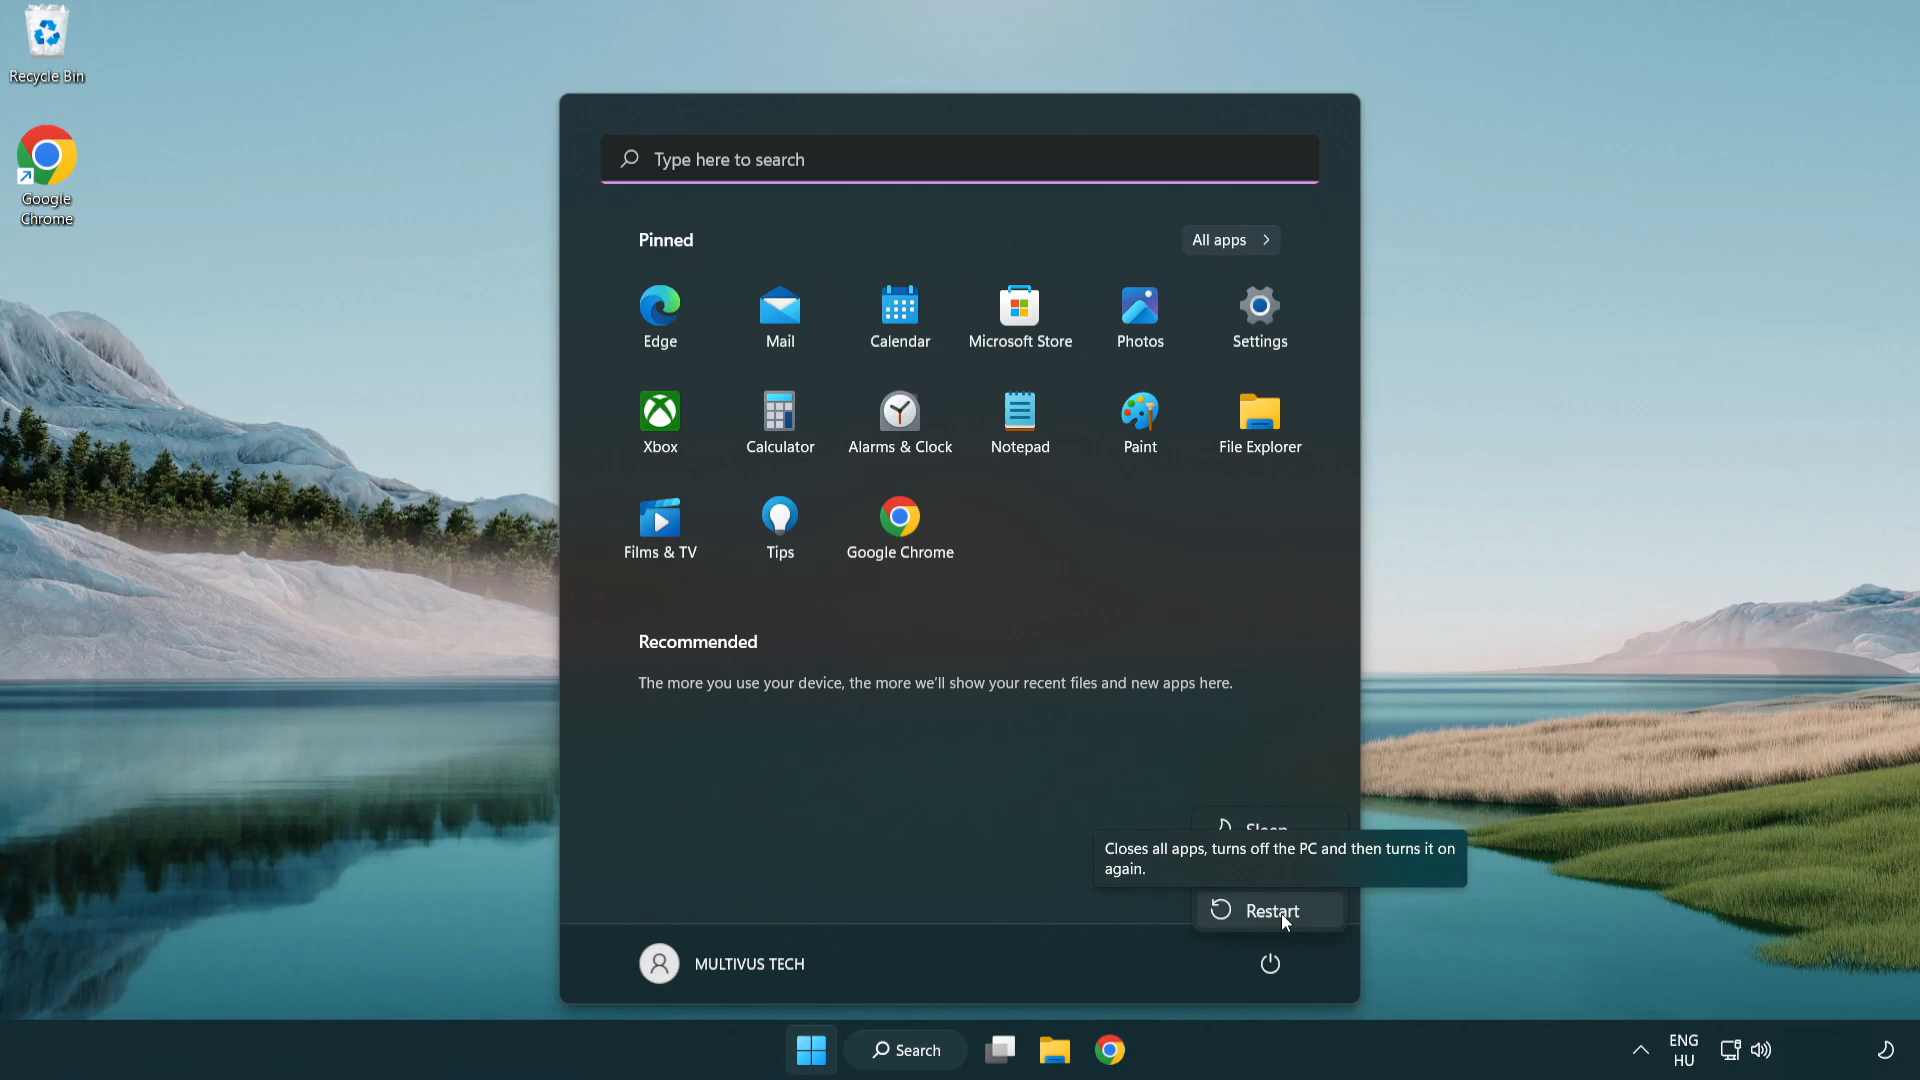 Recycle Bin
Google
Chrome
Type here to search
Pinned
All apps
Edge
Mail
Calendar
Microsoft Store
Photos
Settings
Xbox
Calculator
Alarms & Clock
Notepad
Paint
File Explorer
Films & TV
Tips
Google Chrome
Recommended
The more you use your device, the more we'll show your recent files and new apps here.
Sleep
Closes all apps, turns off the PC and then turns it on
again.
Restart
MULTIVUS TECH
Search
ENG
HU